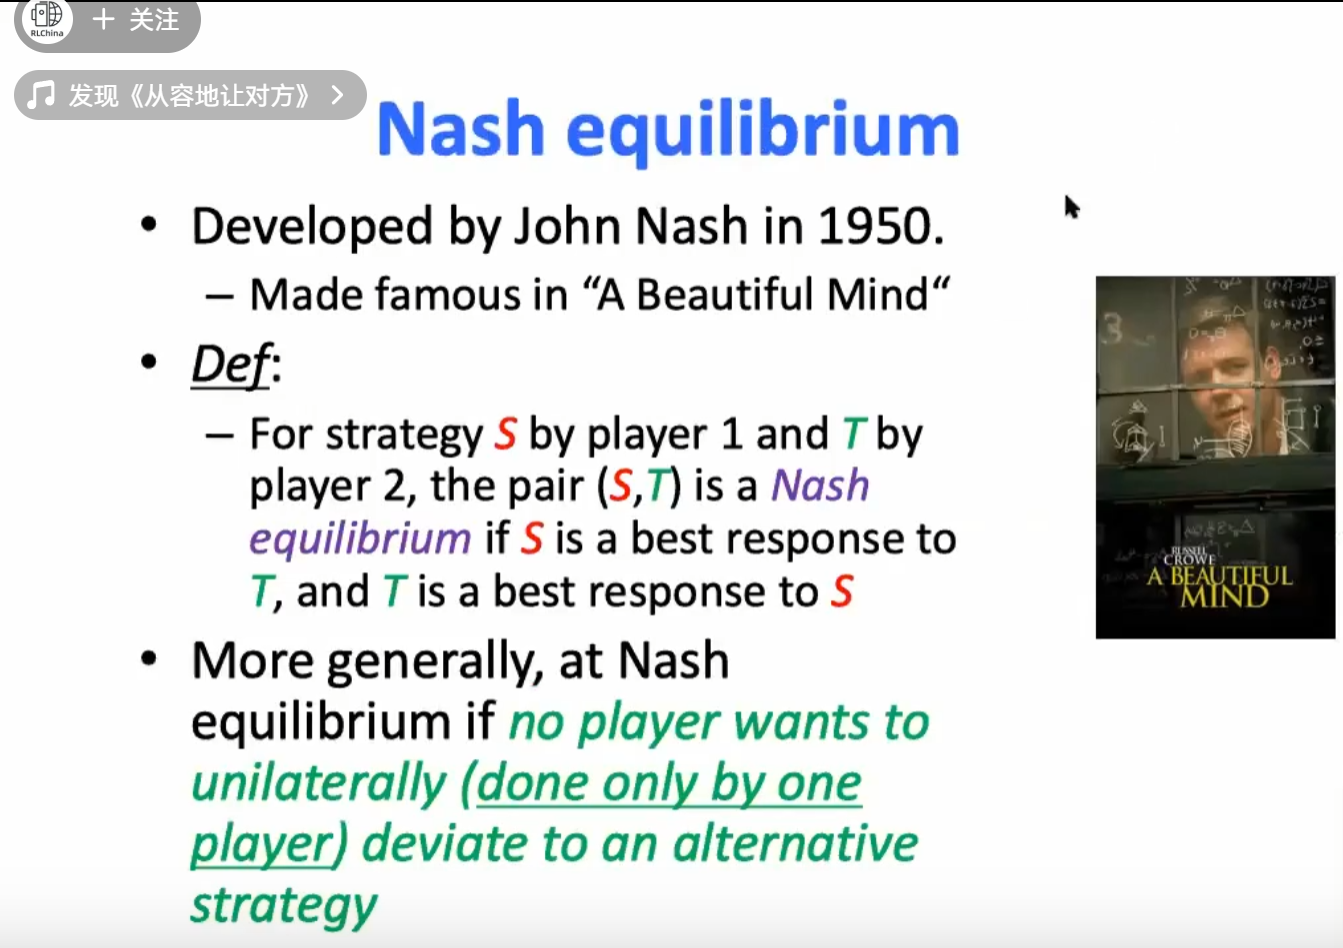 RLChina
+ 关注
发现《从容地让对方》 >
Nash equilibrium
• Developed by John Nash in 1950.
– Made famous in “A Beautiful Mind“
• Def:
– For strategy S by player 1 and T by
player 2, the pair (S,T) is a Nash
equilibrium if S is a best response to
T, and T is a best response to S
• More generally, at Nash
equilibrium if no player wants to
unilaterally (done only by one
player) deviate to an alternative
strategy
RUSSELL
CROWE
A BEAUTIFUL
MIND